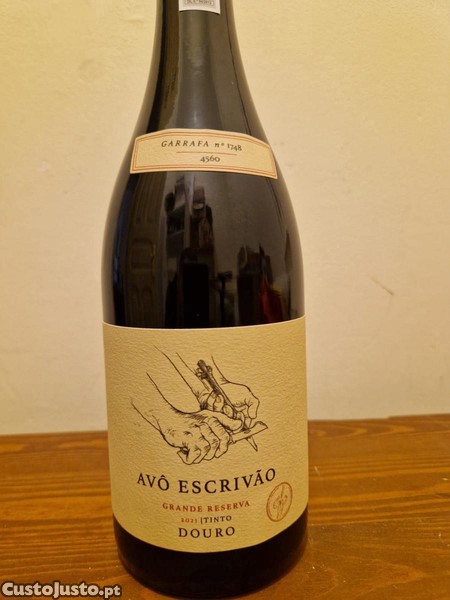 GARRAFA nº 1748
4560
AVÔ ESCRIVÃO
GRANDE RESERVA
2021 | TINTO
DOURO
CustoJusto.pt